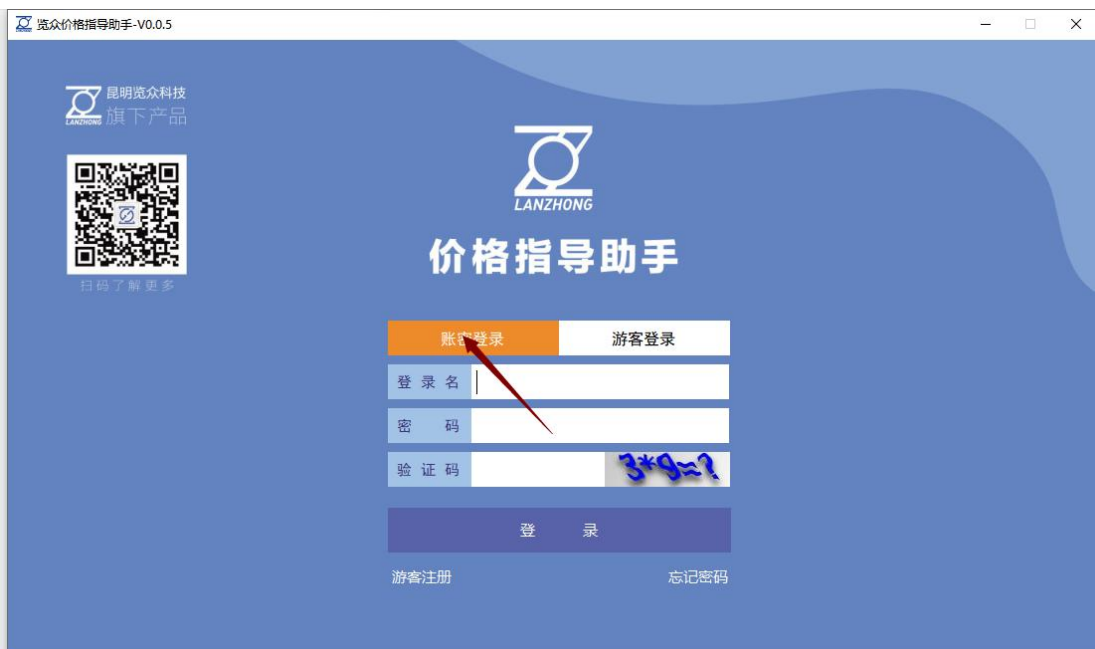 览众价格指导助手-V0.0.5
昆明览众科技
LANZHONG 旗下产品
扫码了解更多
LANZHONG
价格指导助手
账密登录 游客登录
登录名
密码
验证码 3*9=?
登录
游客注册 忘记密码